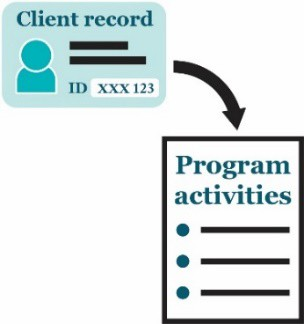 Client record
ID XXX 123
Program
activities